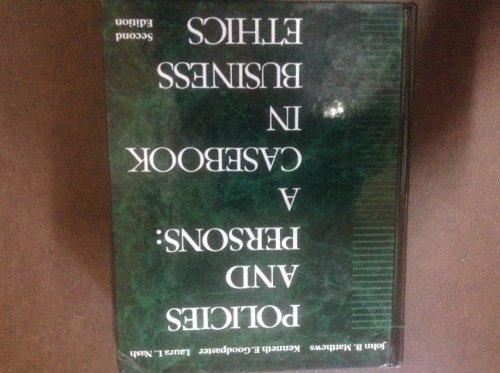 John B. Matthews Kenneth E. Goodpaster Laura L. Nash
POLICIES
AND
PERSONS:
A
CASEBOOK
IN
BUSINESS
ETHICS
Second
Edition